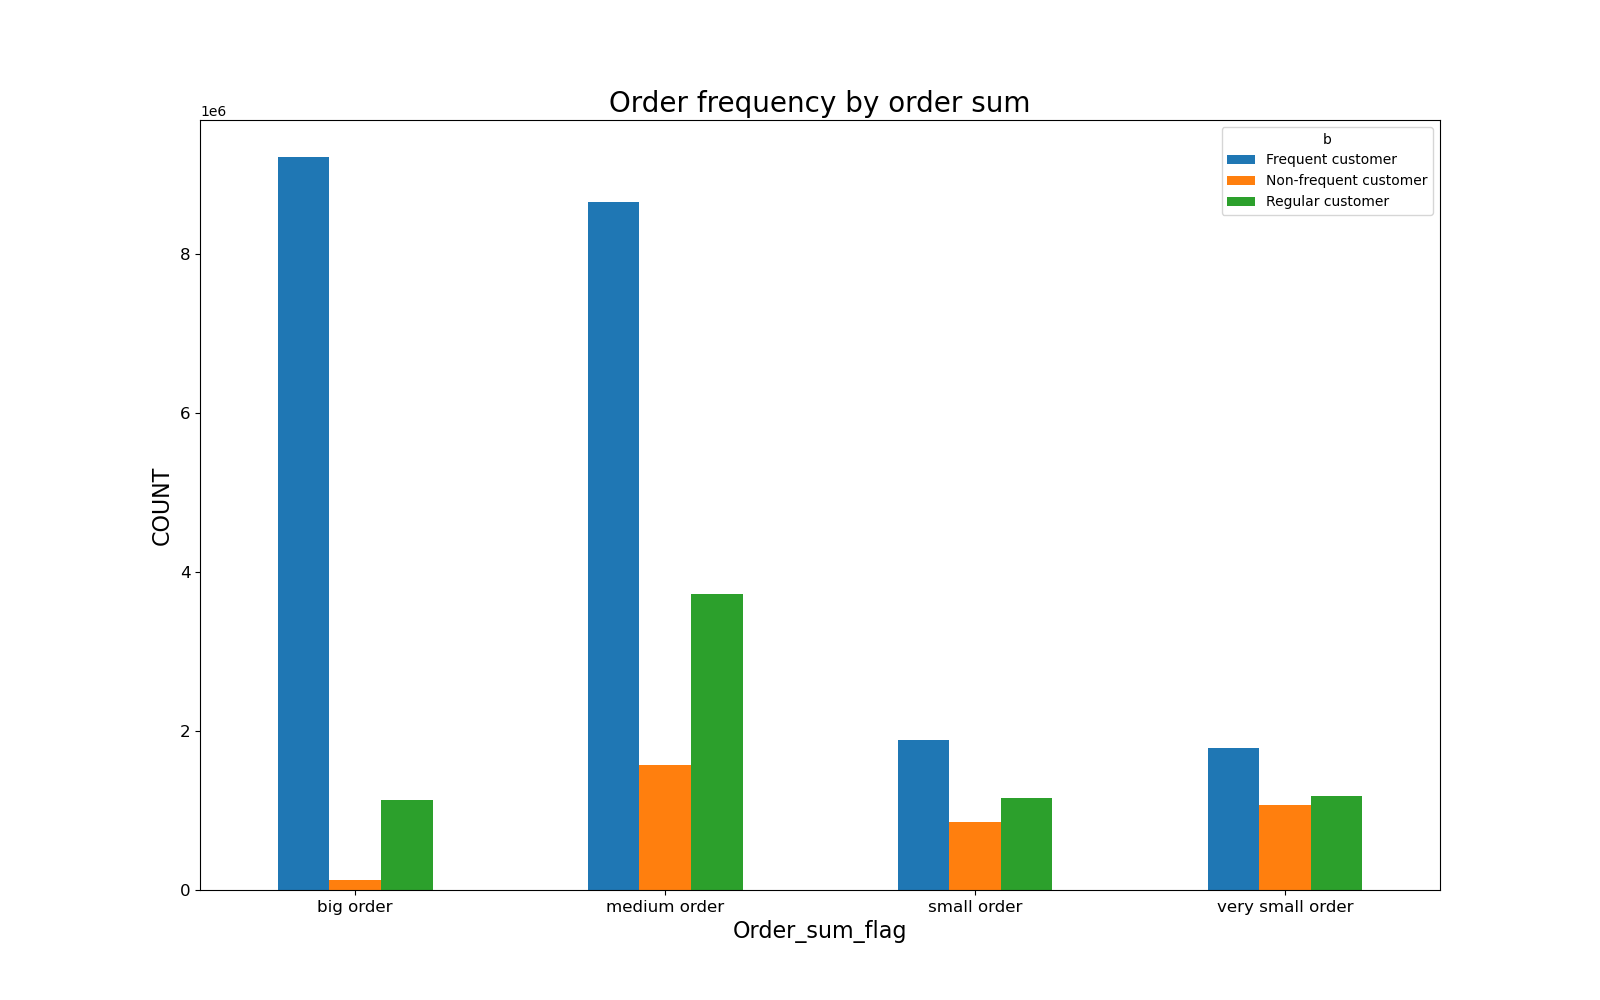 Order frequency by order sum
1e6
b
Frequent customer
Non-frequent customer
Regular customer
8
6
4
2
0
COUNT
big order
medium order
small order
very small order
Order_sum_flag